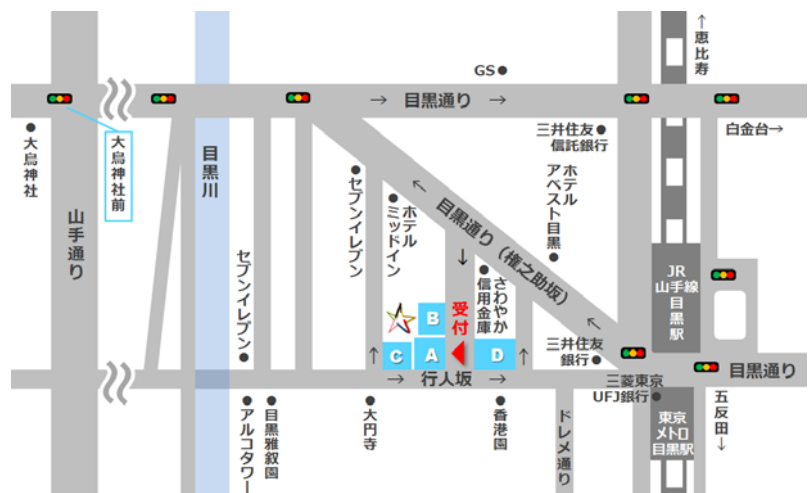 ↑恵比寿
GS●
→ 目黒通り →
三井住友●
信託銀行
白金台→
●大鳥神社
大鳥神社前
目黒川
山手通り
●セブンイレブン
ホテル
●ミッドイン
← 目黒通り（権之助坂） ←
ホテル
アベスト目黒●
JR
山手線
目黒駅
セブンイレブン●
↓
受付
さわやか
●信用金庫
B
C
A
D
↑
↑
三井住友
銀行●
→ 行人坂 →
三菱東京
UFJ銀行●
目黒通り
●アルコタワー
●目黒雅叙園
●大円寺
●香港園
ドレメ通り
東京
メトロ
目黒駅
五反田↓